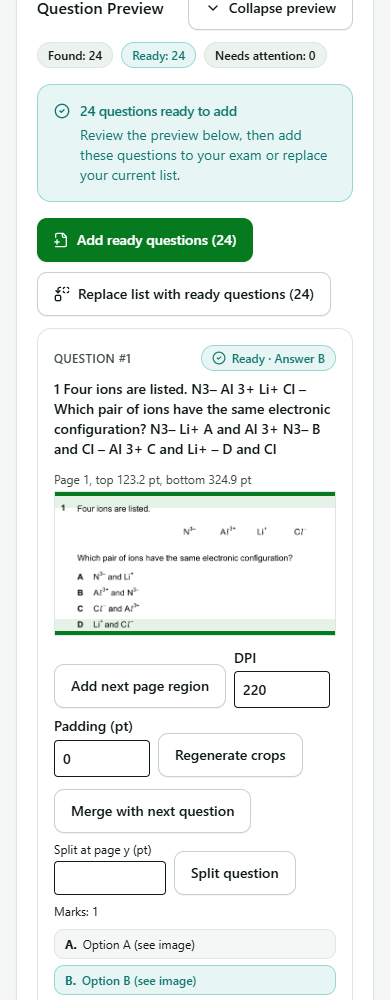 Question Preview
Collapse preview
Found: 24
Ready: 24
Needs attention: 0
24 questions ready to add
Review the preview below, then add
these questions to your exam or replace
your current list.
Add ready questions (24)
Replace list with ready questions (24)
QUESTION #1
Ready · Answer B
1 Four ions are listed. N3– Al 3+ Li+ Cl –
Which pair of ions have the same electronic
configuration? N3– Li+ A and Al 3+ N3– B
and Cl – Al 3+ C and Li+ – D and Cl
Page 1, top 123.2 pt, bottom 324.9 pt
1 Four ions are listed.
N³⁻ Al³⁺ Li⁺ Cl⁻
Which pair of ions have the same electronic configuration?
A N³⁻ and Li⁺
B Al³⁺ and N³⁻
C Cl⁻ and Al³⁺
D Li⁺ and Cl⁻
Add next page region
DPI
220
Padding (pt)
0
Regenerate crops
Merge with next question
Split at page y (pt)
Split question
Marks: 1
A. Option A (see image)
B. Option B (see image)